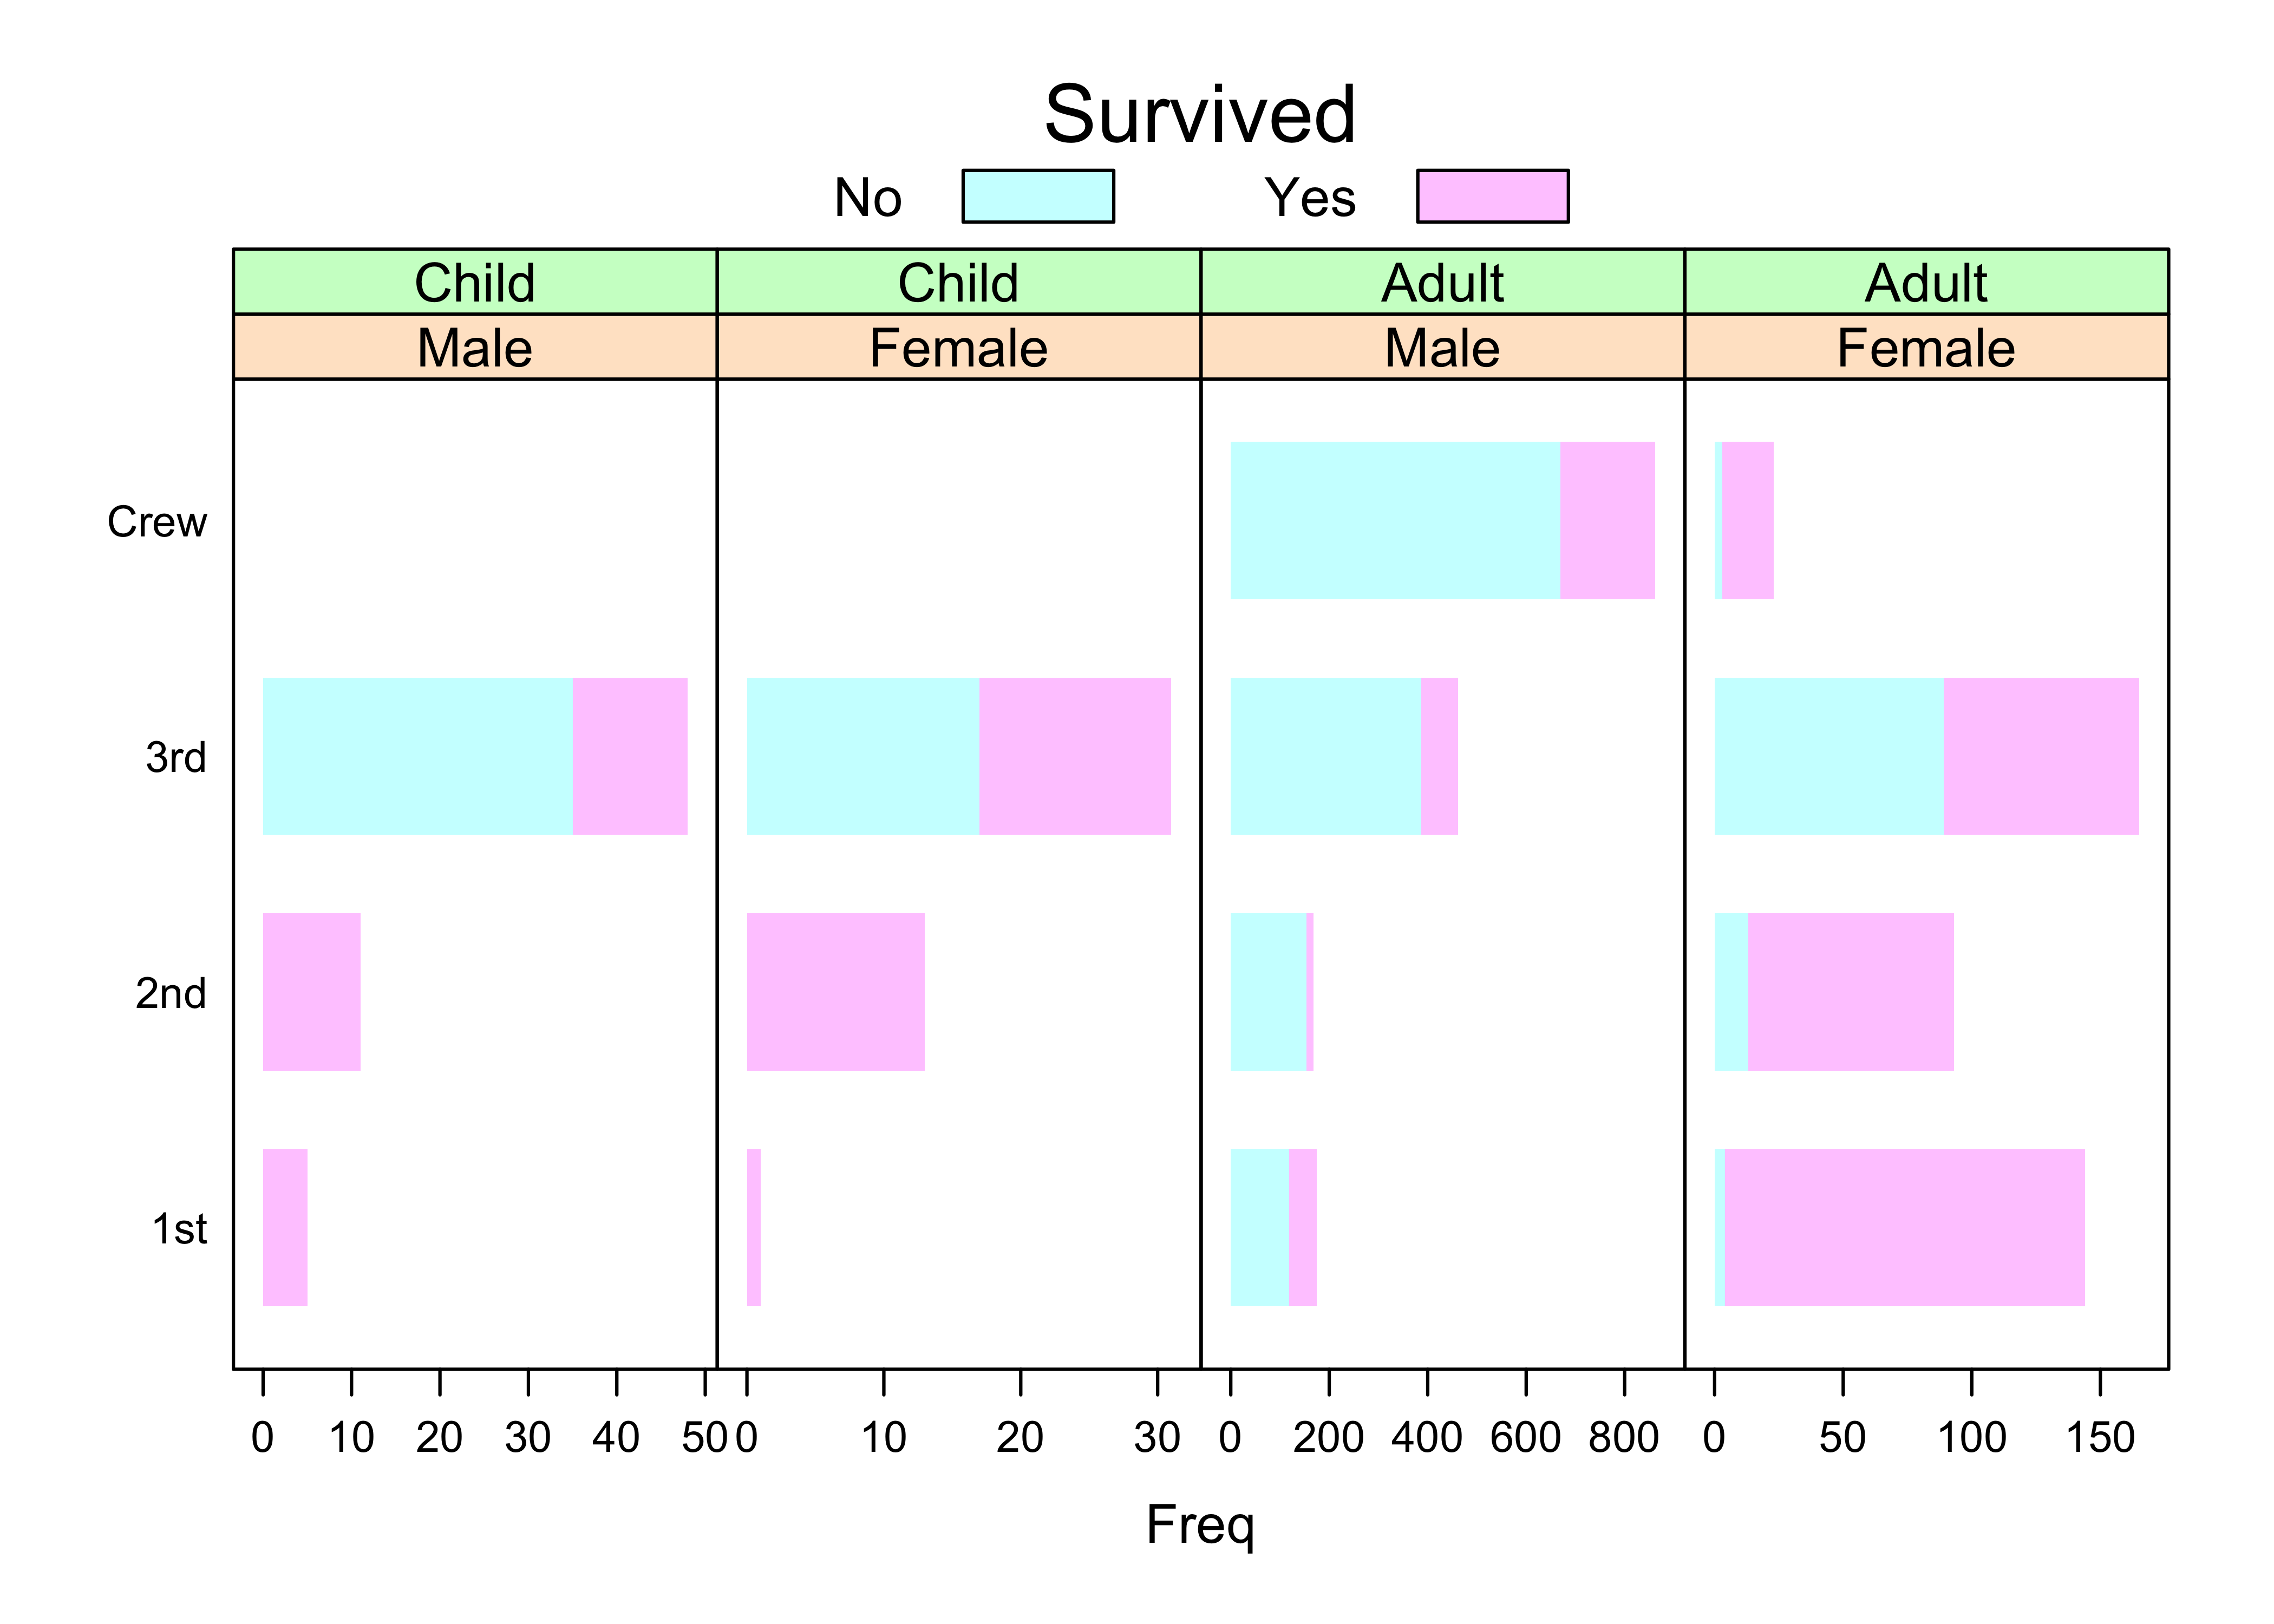 Survived
No Yes
Child Child Adult Adult
Male Female Male Female
Crew
3rd
2nd
1st
0 10 20 30 40 50 0 10 20 30 0 200 400 600 800 0 50 100 150
Freq